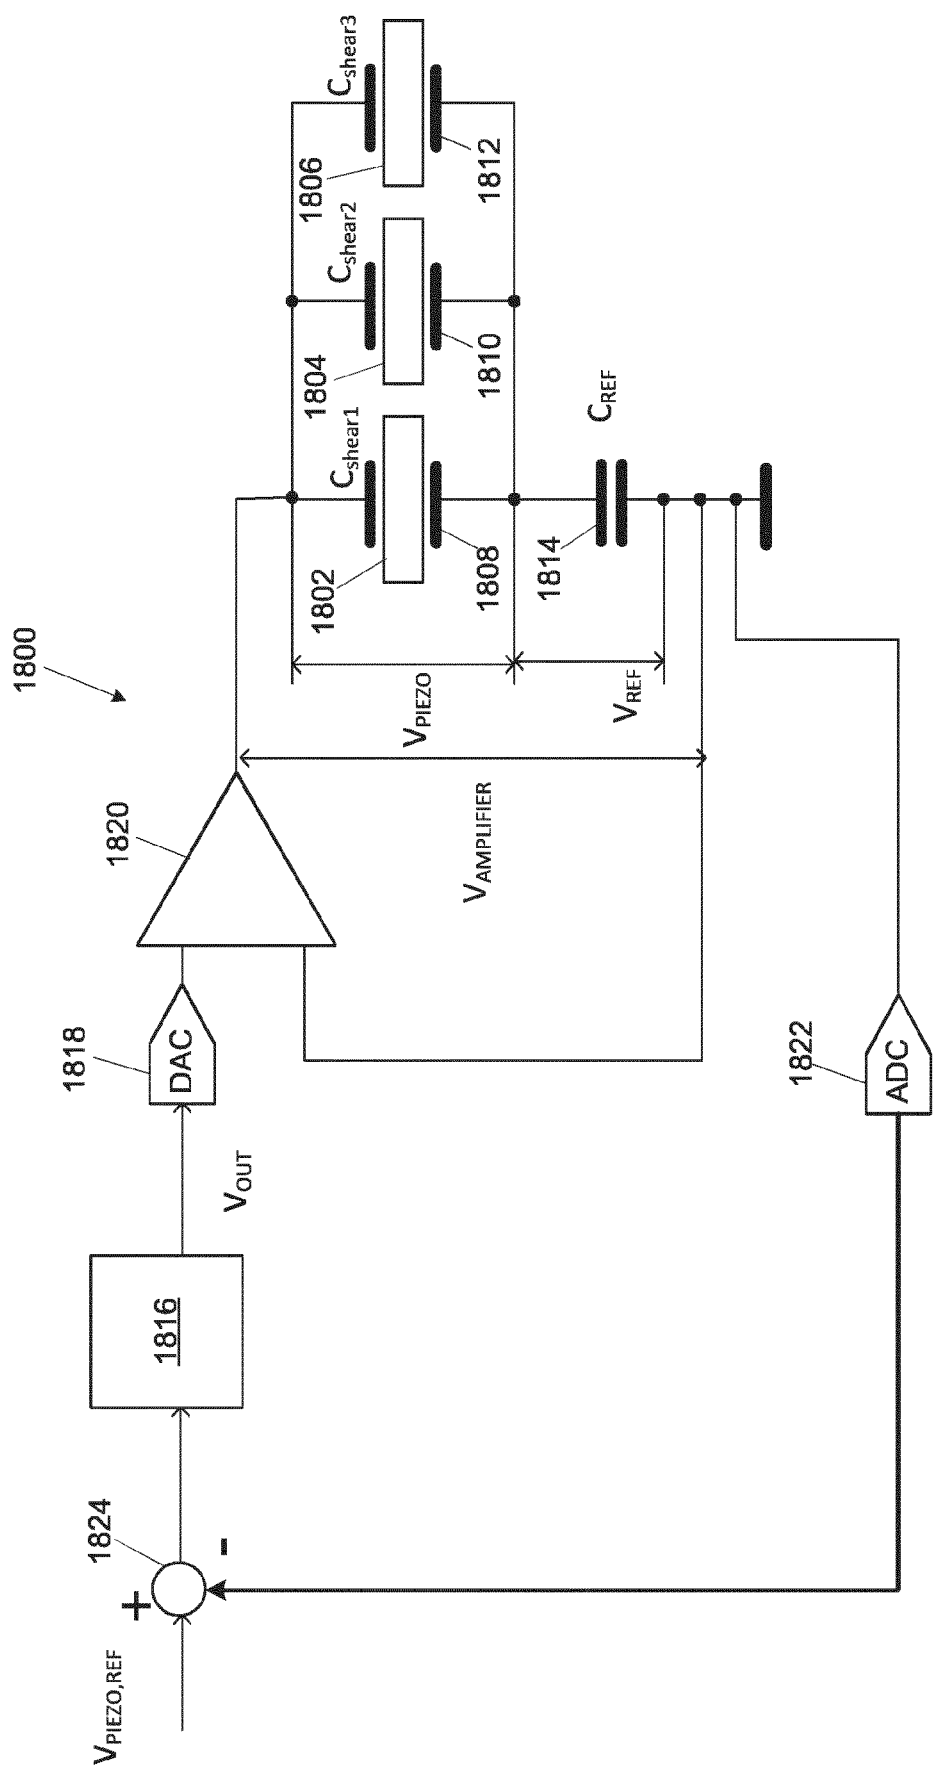 1800
V_PIEZO,REF
+
-
1824
1816
V_OUT
1818
DAC
1820
V_AMPLIFIER
V_PIEZO
V_REF
1802
C_shear1
1808
1804
C_shear2
1810
1806
C_shear3
1812
1814
C_REF
1822
ADC